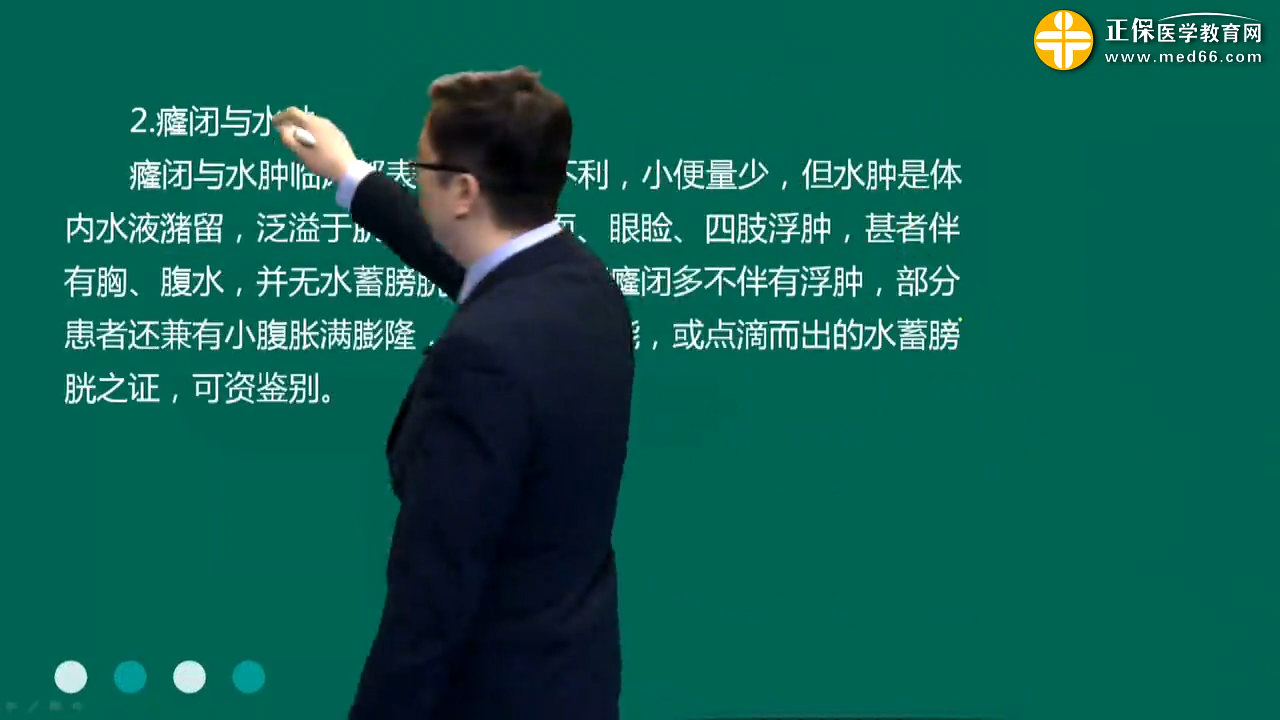 正保医学教育网
www.med66.com
2.癃闭与水
癃闭与水肿临 都表 不利，小便量少，但水肿是体
内水液潴留，泛溢于肌 面、眼睑、四肢浮肿，甚者伴
有胸、腹水，并无水蓄膀胱 癃闭多不伴有浮肿，部分
患者还兼有小腹胀满膨隆， ，或点滴而出的水蓄膀
胱之证，可资鉴别。